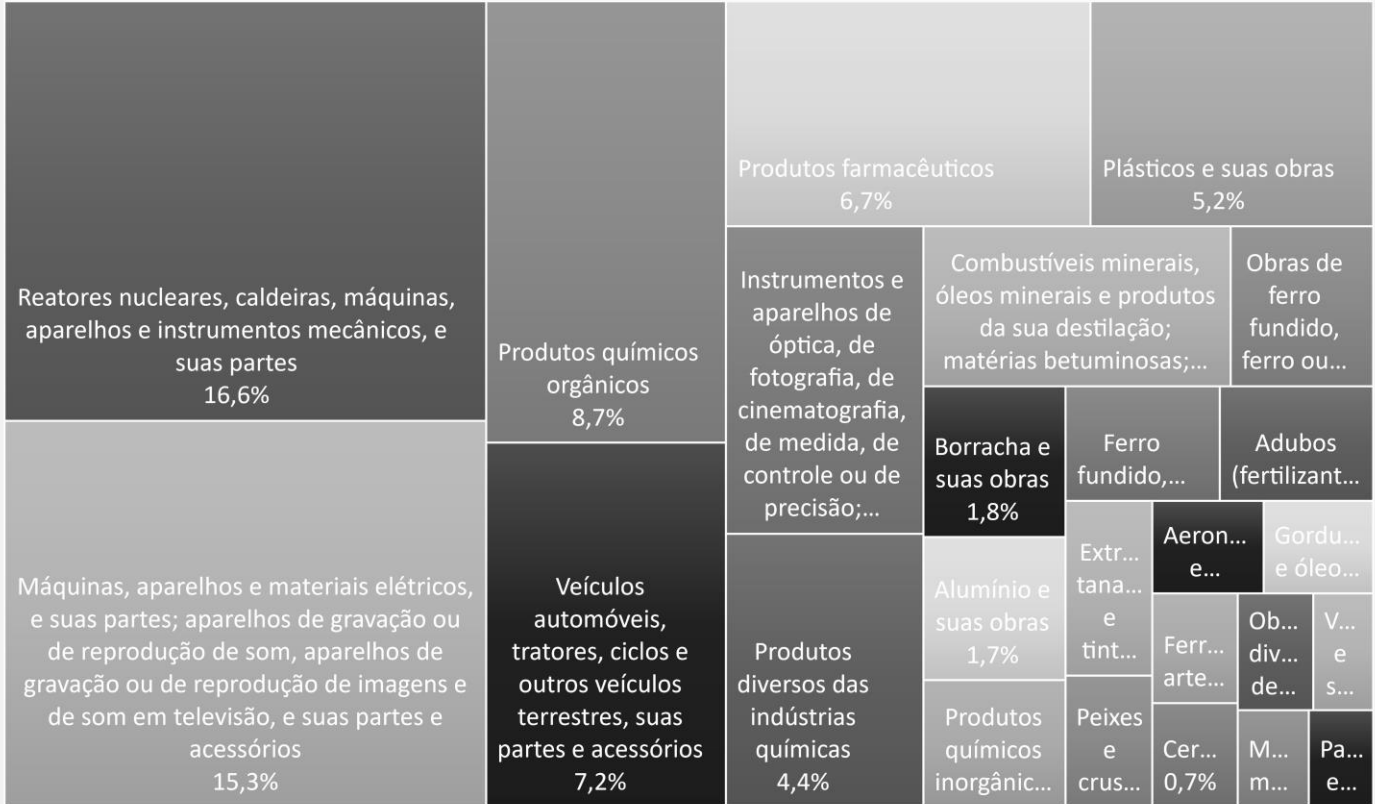 Reatores nucleares, caldeiras, máquinas,
aparelhos e instrumentos mecânicos, e
suas partes
16,6%
Máquinas, aparelhos e materiais elétricos,
e suas partes; aparelhos de gravação ou
de reprodução de som, aparelhos de
gravação ou de reprodução de imagens e
de som em televisão, e suas partes e
acessórios
15,3%
Produtos químicos
orgânicos
8,7%
Veículos
automóveis,
tratores, ciclos e
outros veículos
terrestres, suas
partes e acessórios
7,2%
Produtos farmacêuticos
6,7%
Plásticos e suas obras
5,2%
Instrumentos e
aparelhos de
óptica, de
fotografia, de
cinematografia,
de medida, de
controle ou de
precisão;...
Produtos
diversos das
indústrias
químicas
4,4%
Combustíveis minerais,
óleos minerais e produtos
da sua destilação;
matérias betuminosas;...
Obras de
ferro
fundido,
ferro ou...
Borracha e
suas obras
1,8%
Ferro
fundido,...
Adubos
(fertilizant...
Alumínio e
suas obras
1,7%
Produtos
químicos
inorgânic...
Extr...
tana...
e
tint...
Peixes
e
crus...
Aeron...
e...
Gordu...
e óleo...
Ferr...
arte...
Ob...
div...
de...
V...
e
s...
Cer...
0,7%
M...
m...
Pa...
e...